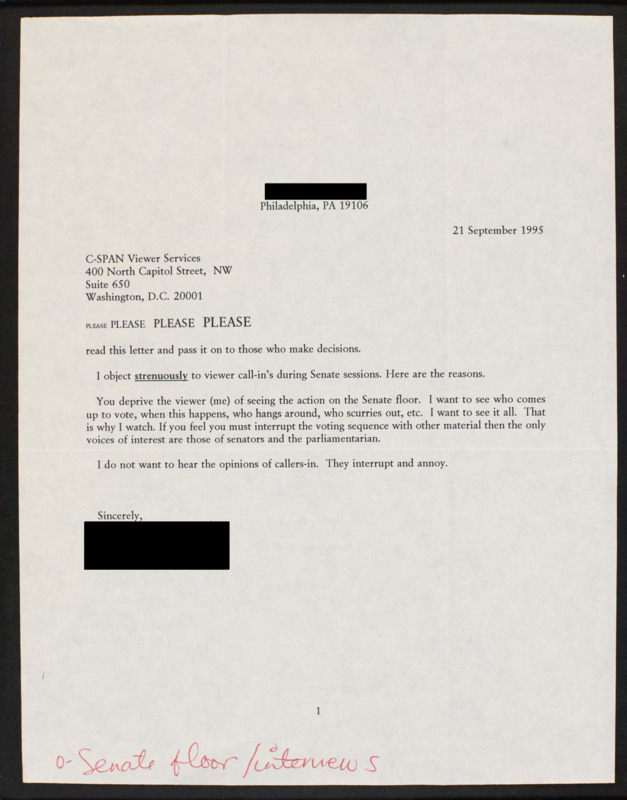 Philadelphia, PA 19106
21 September 1995
C-SPAN Viewer Services
400 North Capitol Street, NW
Suite 650
Washington, D.C. 20001
PLEASE PLEASE PLEASE PLEASE
read this letter and pass it on to those who make decisions.
I object strenuously to viewer call-in's during Senate sessions. Here are the reasons.
You deprive the viewer (me) of seeing the action on the Senate floor. I want to see who comes
up to vote, when this happens, who hangs around, who scurries out, etc. I want to see it all. That
is why I watch. If you feel you must interrupt the voting sequence with other material then the only
voices of interest are those of senators and the parliamentarian.
I do not want to hear the opinions of callers-in. They interrupt and annoy.
Sincerely,
1
o- Senate floor/interviews